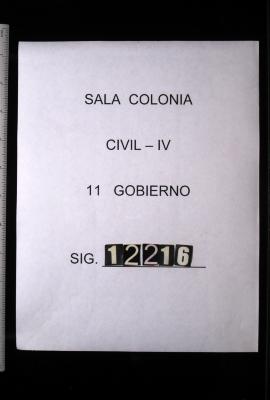 SALA COLONIA
CIVIL – IV
11 GOBIERNO
SIG. 12216